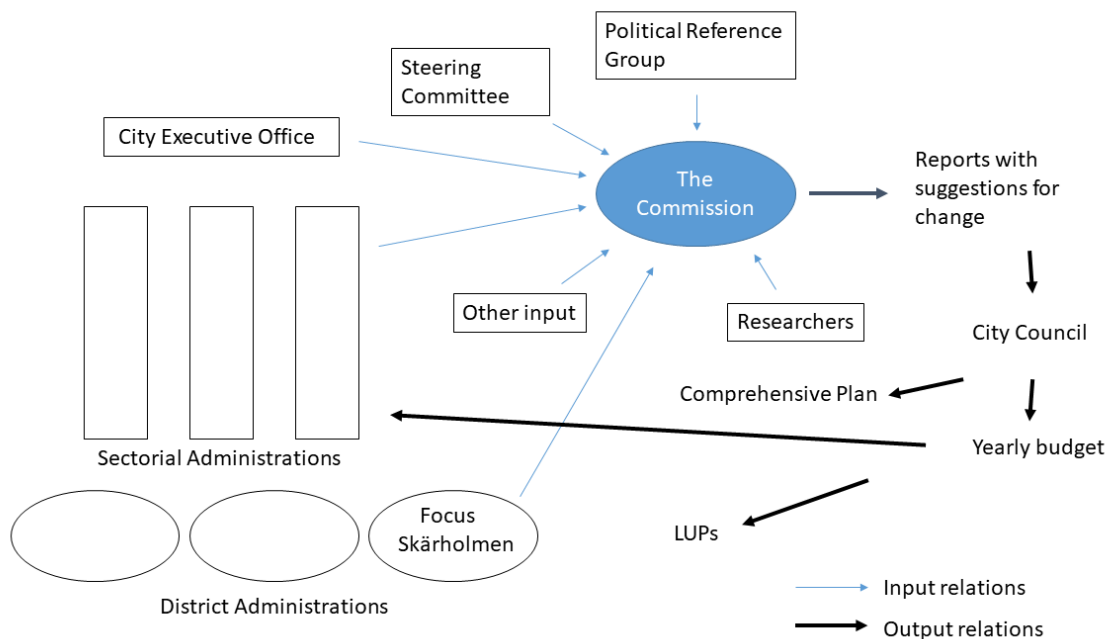 Political Reference
Group
Steering
Committee
City Executive Office
The
Commission
Reports with
suggestions for
change
Other input
Researchers
City Council
Comprehensive Plan
Yearly budget
Sectorial Administrations
Focus
Skärholmen
LUPs
District Administrations
Input relations
Output relations